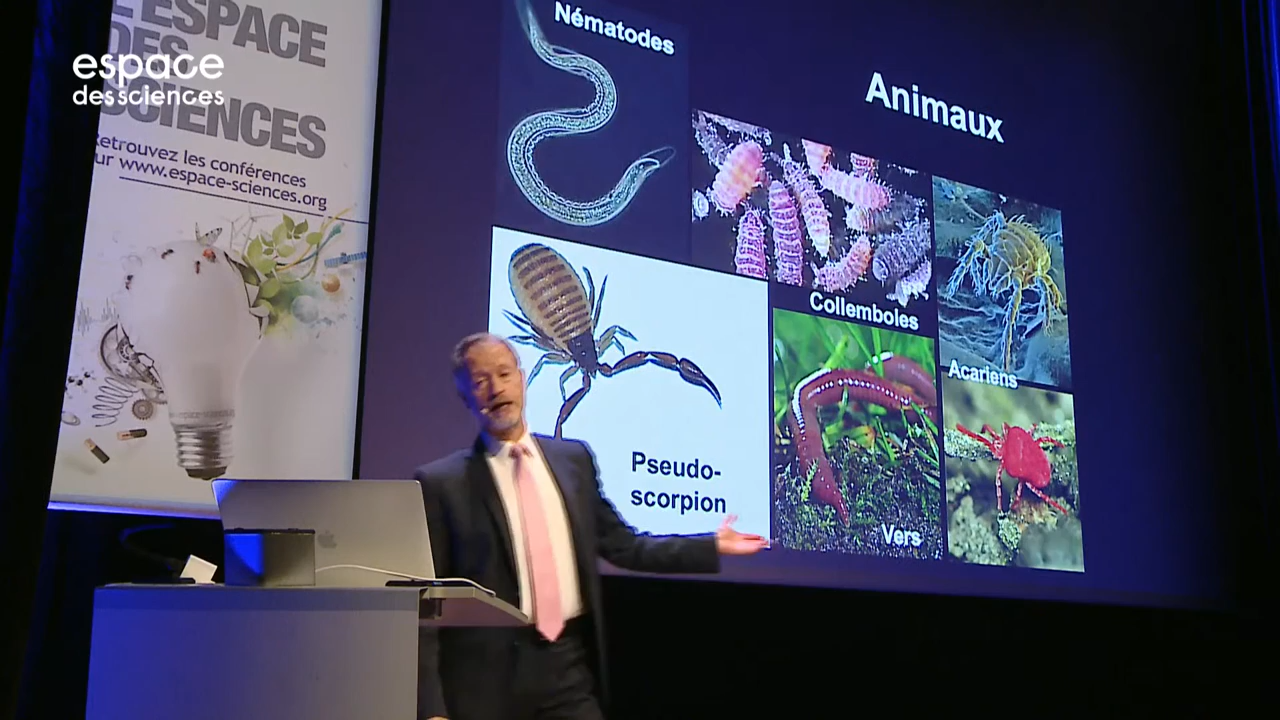 L'ESPACE
DES
SCIENCES
espace
des sciences
Retrouvez les conférences
sur www.espace-sciences.org
Nématodes
Animaux
Collemboles
Acariens
Pseudo-
scorpion
Vers